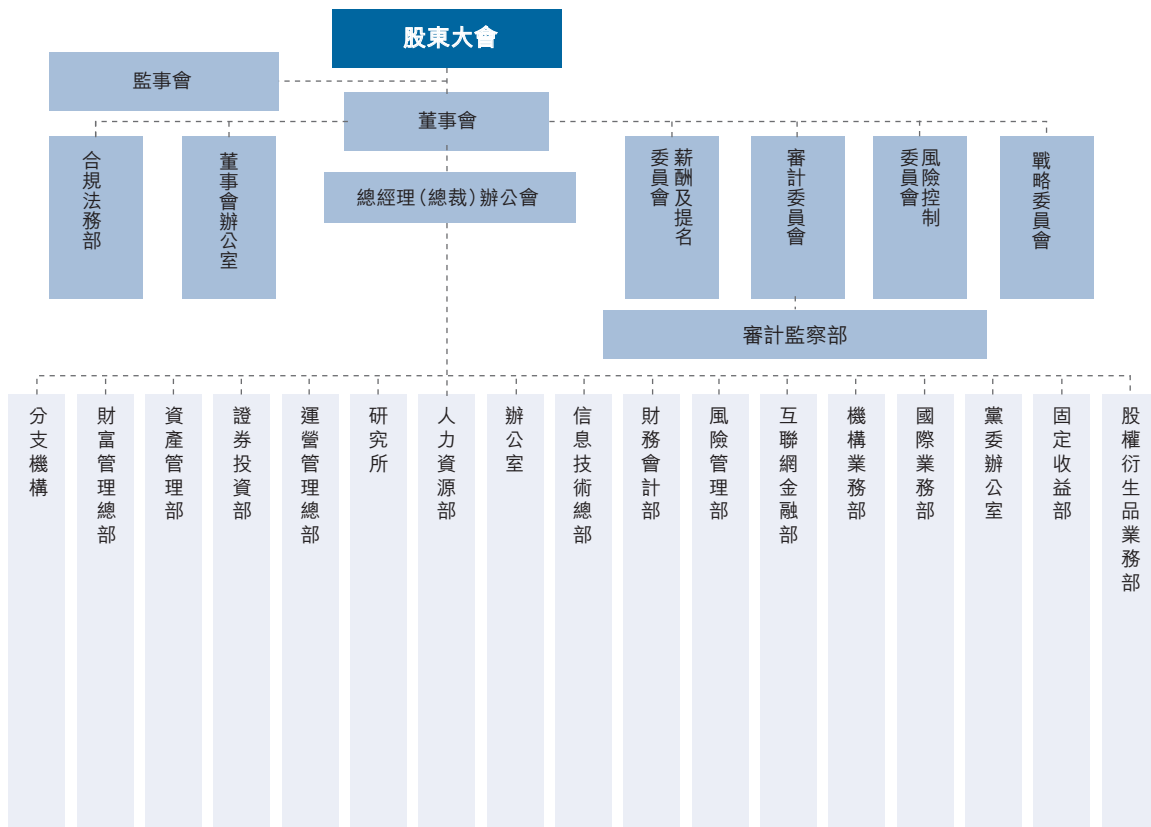 股東大會
監事會
董事會
合規法務部
董事會辦公室
總經理(總裁)辦公會
薪酬及提名
委員會
審計委員會
風險控制
委員會
戰略委員會
審計監察部
分支機構
財富管理總部
資產管理部
證券投資部
運營管理總部
研究所
人力資源部
辦公室
信息技術總部
財務會計部
風險管理部
互聯網金融部
機構業務部
國際業務部
黨委辦公室
固定收益部
股權衍生品業務部